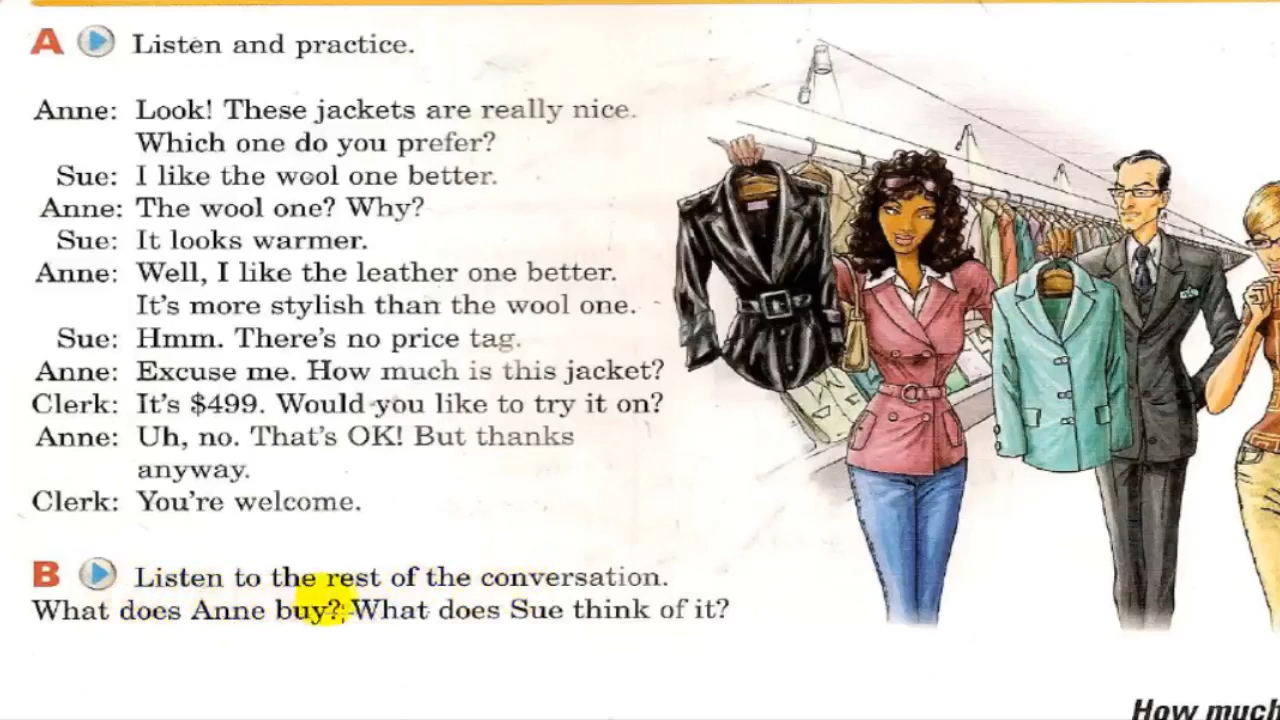 A Listen and practice.
Anne: Look! These jackets are really nice.
Which one do you prefer?
Sue: I like the wool one better.
Anne: The wool one? Why?
Sue: It looks warmer.
Anne: Well, I like the leather one better.
It's more stylish than the wool one.
Sue: Hmm. There's no price tag.
Anne: Excuse me. How much is this jacket?
Clerk: It's $499. Would you like to try it on?
Anne: Uh, no. That's OK! But thanks
anyway.
Clerk: You're welcome.
B Listen to the rest of the conversation.
What does Anne buy? What does Sue think of it?
How much